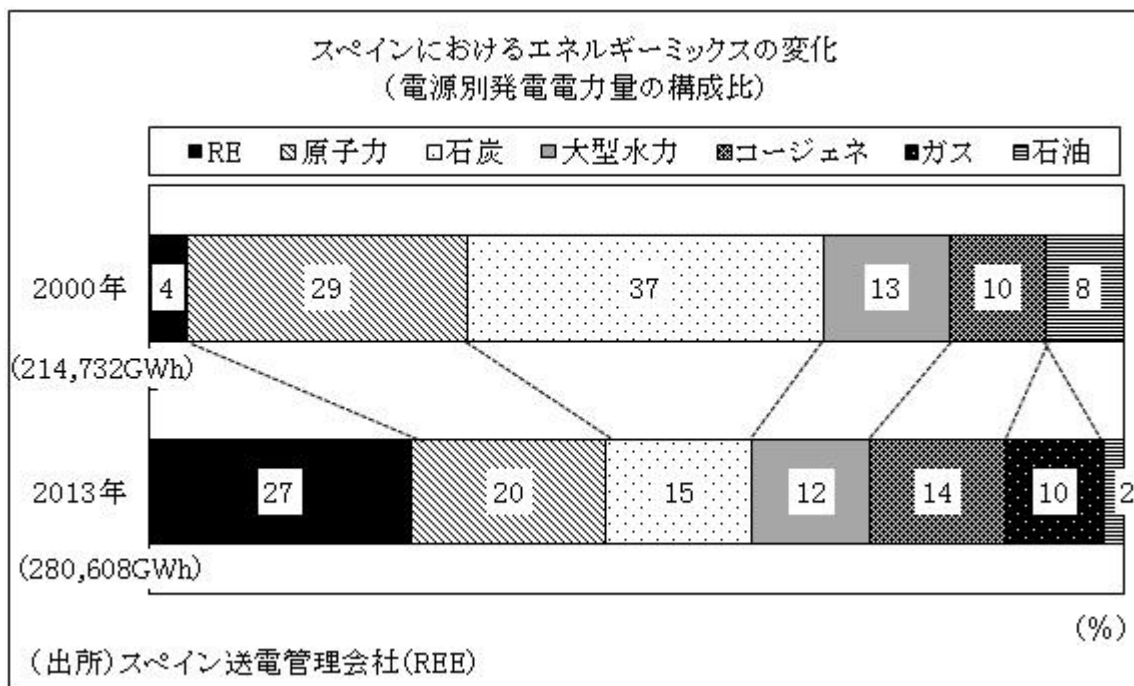 スペインにおけるエネルギーミックスの変化
(電源別発電電力量の構成比)
■RE 原子力 石炭 ■大型水力 コージェネ ガス 石油
2000年 4 29 37 13 10 8
(214,732GWh)
2013年 27 20 15 12 14 10 2
(280,608GWh)
(%)
(出所)スペイン送電管理会社(REE)